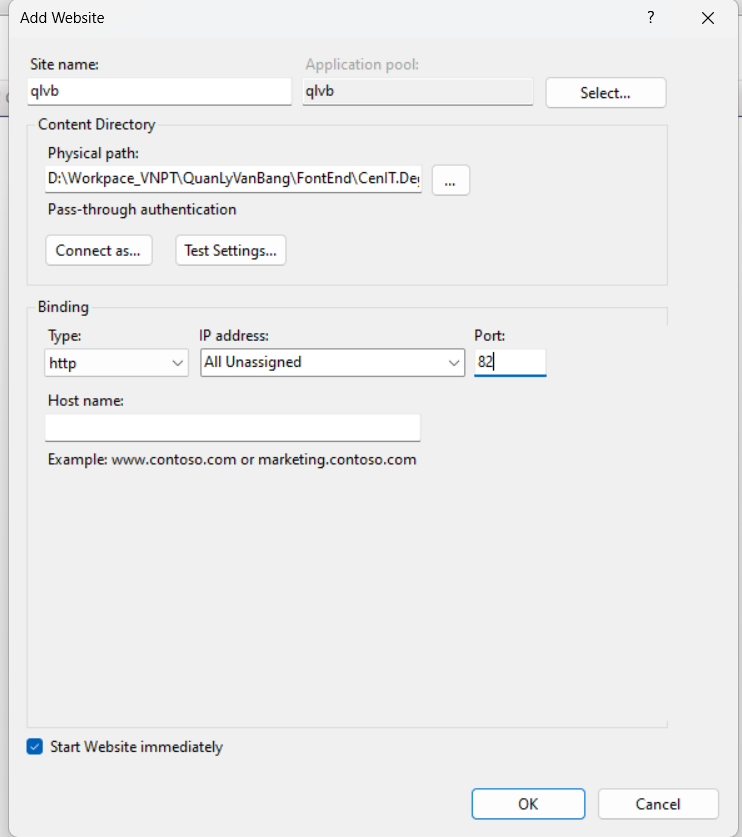 Add Website
?
Site name:
Application pool:
qlvb
qlvb
Select...
Content Directory
Physical path:
D:\Workpace_VNPT\QuanLyVanBang\FontEnd\CenIT.De
...
Pass-through authentication
Connect as...
Test Settings...
Binding
Type:
IP address:
Port:
http
All Unassigned
82
Host name:
Example: www.contoso.com or marketing.contoso.com
Start Website immediately
OK
Cancel